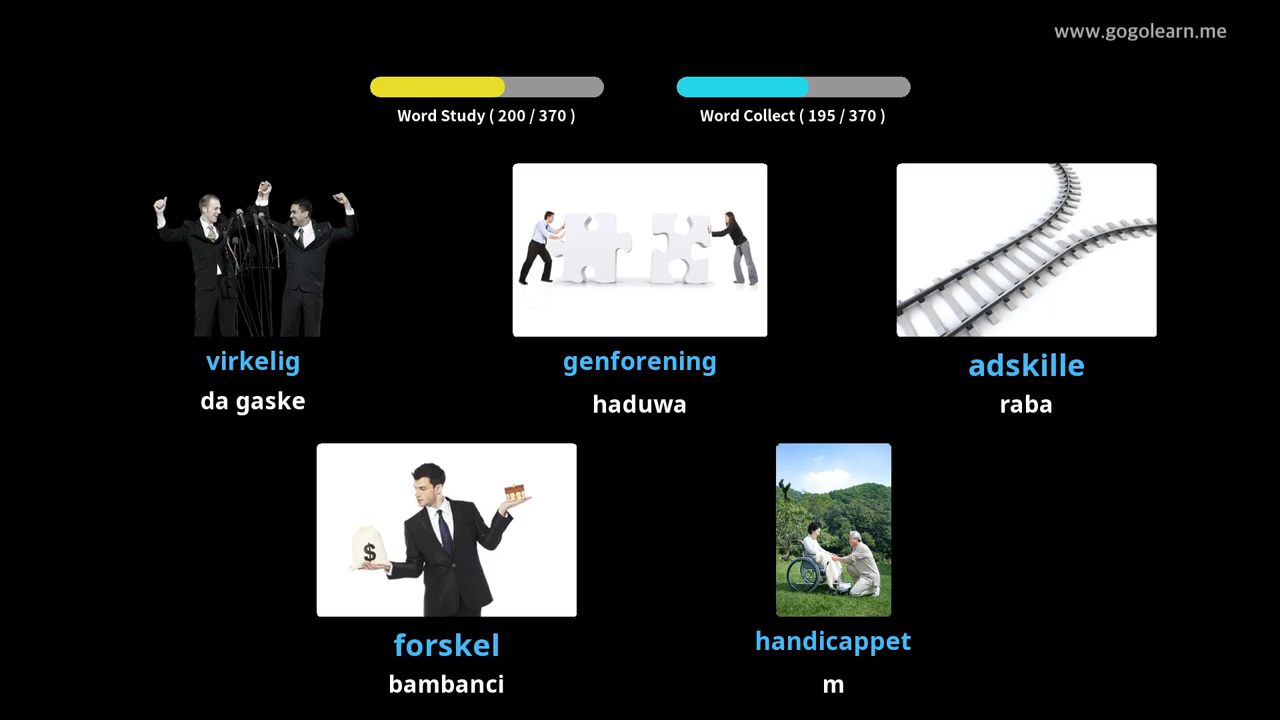 www.gogolearn.me
Word Study ( 200 / 370 )
Word Collect ( 195 / 370 )
virkelig
da gaske
genforening
haduwa
adskille
raba
$
forskel
bambanci
handicappet
m